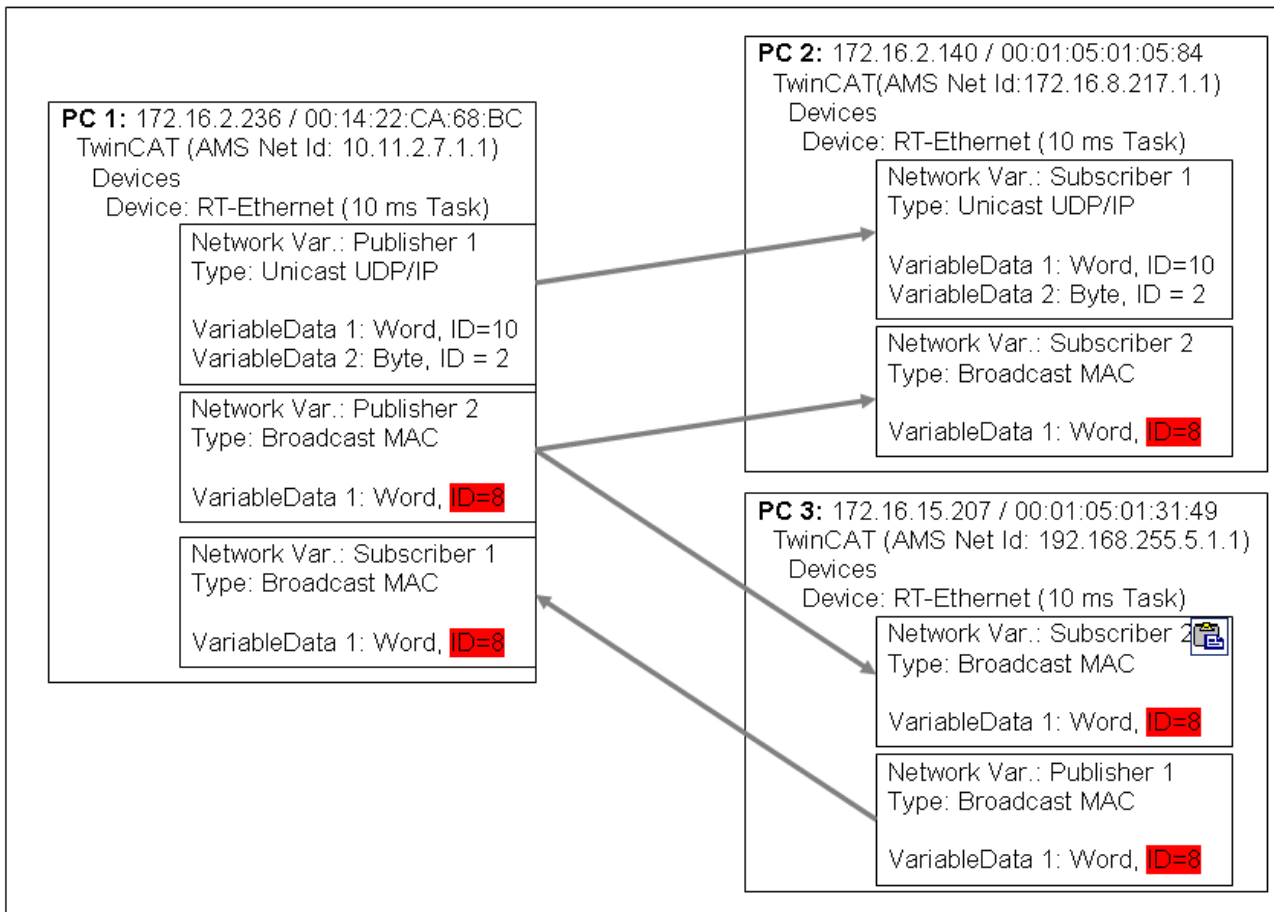 PC 1: 172.16.2.236 / 00:14:22:CA:68:BC
TwinCAT (AMS Net Id: 10.11.2.7.1.1)
Devices
Device: RT-Ethernet (10 ms Task)
Network Var.: Publisher 1
Type: Unicast UDP/IP
VariableData 1: Word, ID=10
VariableData 2: Byte, ID = 2
Network Var.: Publisher 2
Type: Broadcast MAC
VariableData 1: Word, ID=8
Network Var.: Subscriber 1
Type: Broadcast MAC
VariableData 1: Word, ID=8
PC 2: 172.16.2.140 / 00:01:05:01:05:84
TwinCAT(AMS Net Id:172.16.8.217.1.1)
Devices
Device: RT-Ethernet (10 ms Task)
Network Var.: Subscriber 1
Type: Unicast UDP/IP
VariableData 1: Word, ID=10
VariableData 2: Byte, ID = 2
Network Var.: Subscriber 2
Type: Broadcast MAC
VariableData 1: Word, ID=8
PC 3: 172.16.15.207 / 00:01:05:01:31:49
TwinCAT (AMS Net Id: 192.168.255.5.1.1)
Devices
Device: RT-Ethernet (10 ms Task)
Network Var.: Subscriber 2
Type: Broadcast MAC
VariableData 1: Word, ID=8
Network Var.: Publisher 1
Type: Broadcast MAC
VariableData 1: Word, ID=8